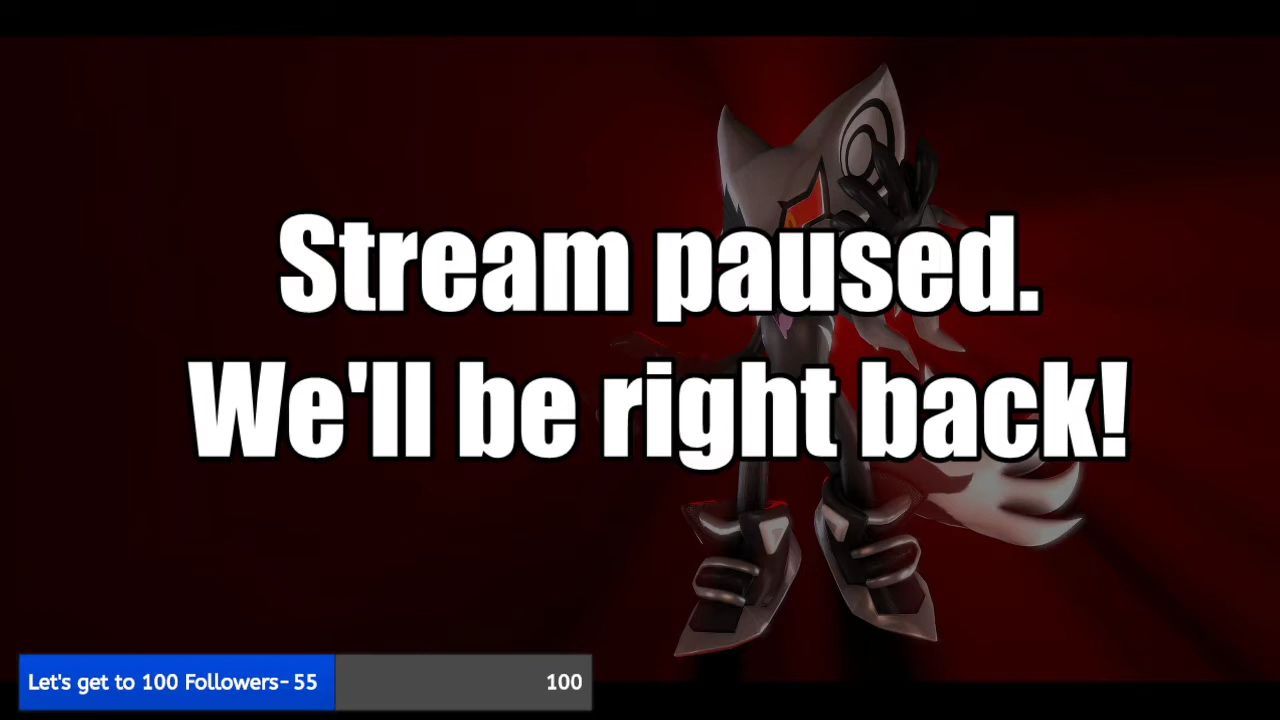 Stream paused.
We'll be right back!
Let's get to 100 Followers- 55 100